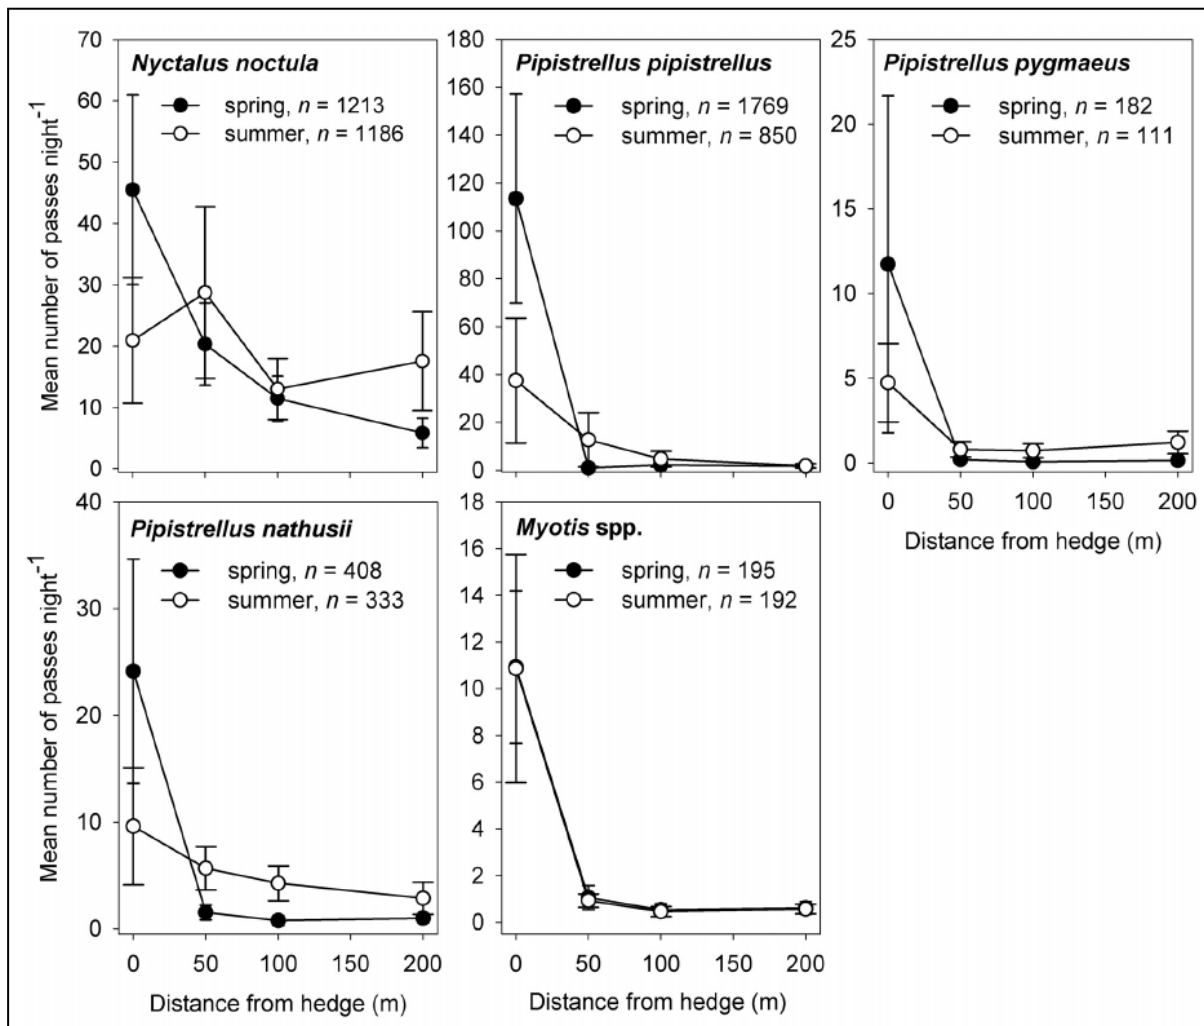 Nyctalus noctula
spring, n = 1213
summer, n = 1186
Mean number of passes night-1
70
60
50
40
30
20
10
0
Pipistrellus pipistrellus
spring, n = 1769
summer, n = 850
180
160
140
120
100
80
60
40
20
0
Pipistrellus pygmaeus
spring, n = 182
summer, n = 111
25
20
15
10
5
0
0 50 100 150 200
Distance from hedge (m)
Pipistrellus nathusii
spring, n = 408
summer, n = 333
Mean number of passes night-1
40
30
20
10
0
0 50 100 150 200
Distance from hedge (m)
Myotis spp.
spring, n = 195
summer, n = 192
18
16
14
12
10
8
6
4
2
0
0 50 100 150 200
Distance from hedge (m)